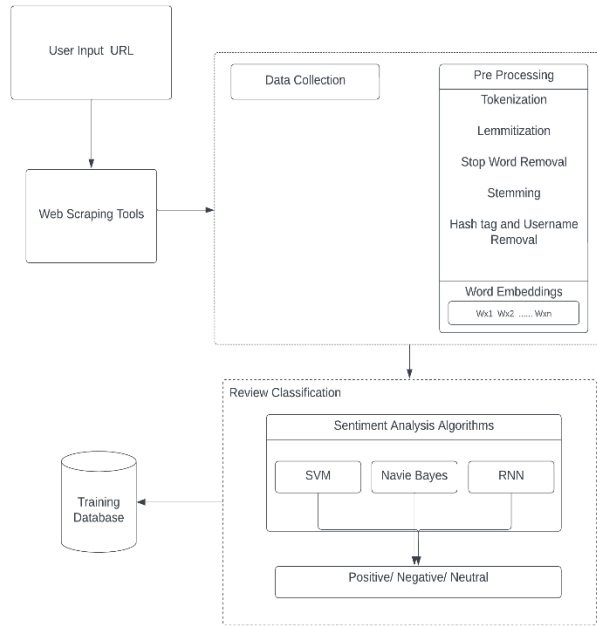 User Input URL
Data Collection
Pre Processing
Tokenization
Lemmitization
Stop Word Removal
Stemming
Hash tag and Username
Removal
Word Embeddings
Wx1 Wx2 ...... Wxn
Web Scraping Tools
Review Classification
Sentiment Analysis Algorithms
SVM
Navie Bayes
RNN
Positive/ Negative/ Neutral
Training
Database